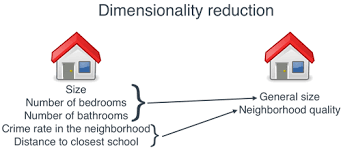 Dimensionality reduction
Size
Number of bedrooms
Number of bathrooms
Crime rate in the neighborhood
Distance to closest school
General size
Neighborhood quality